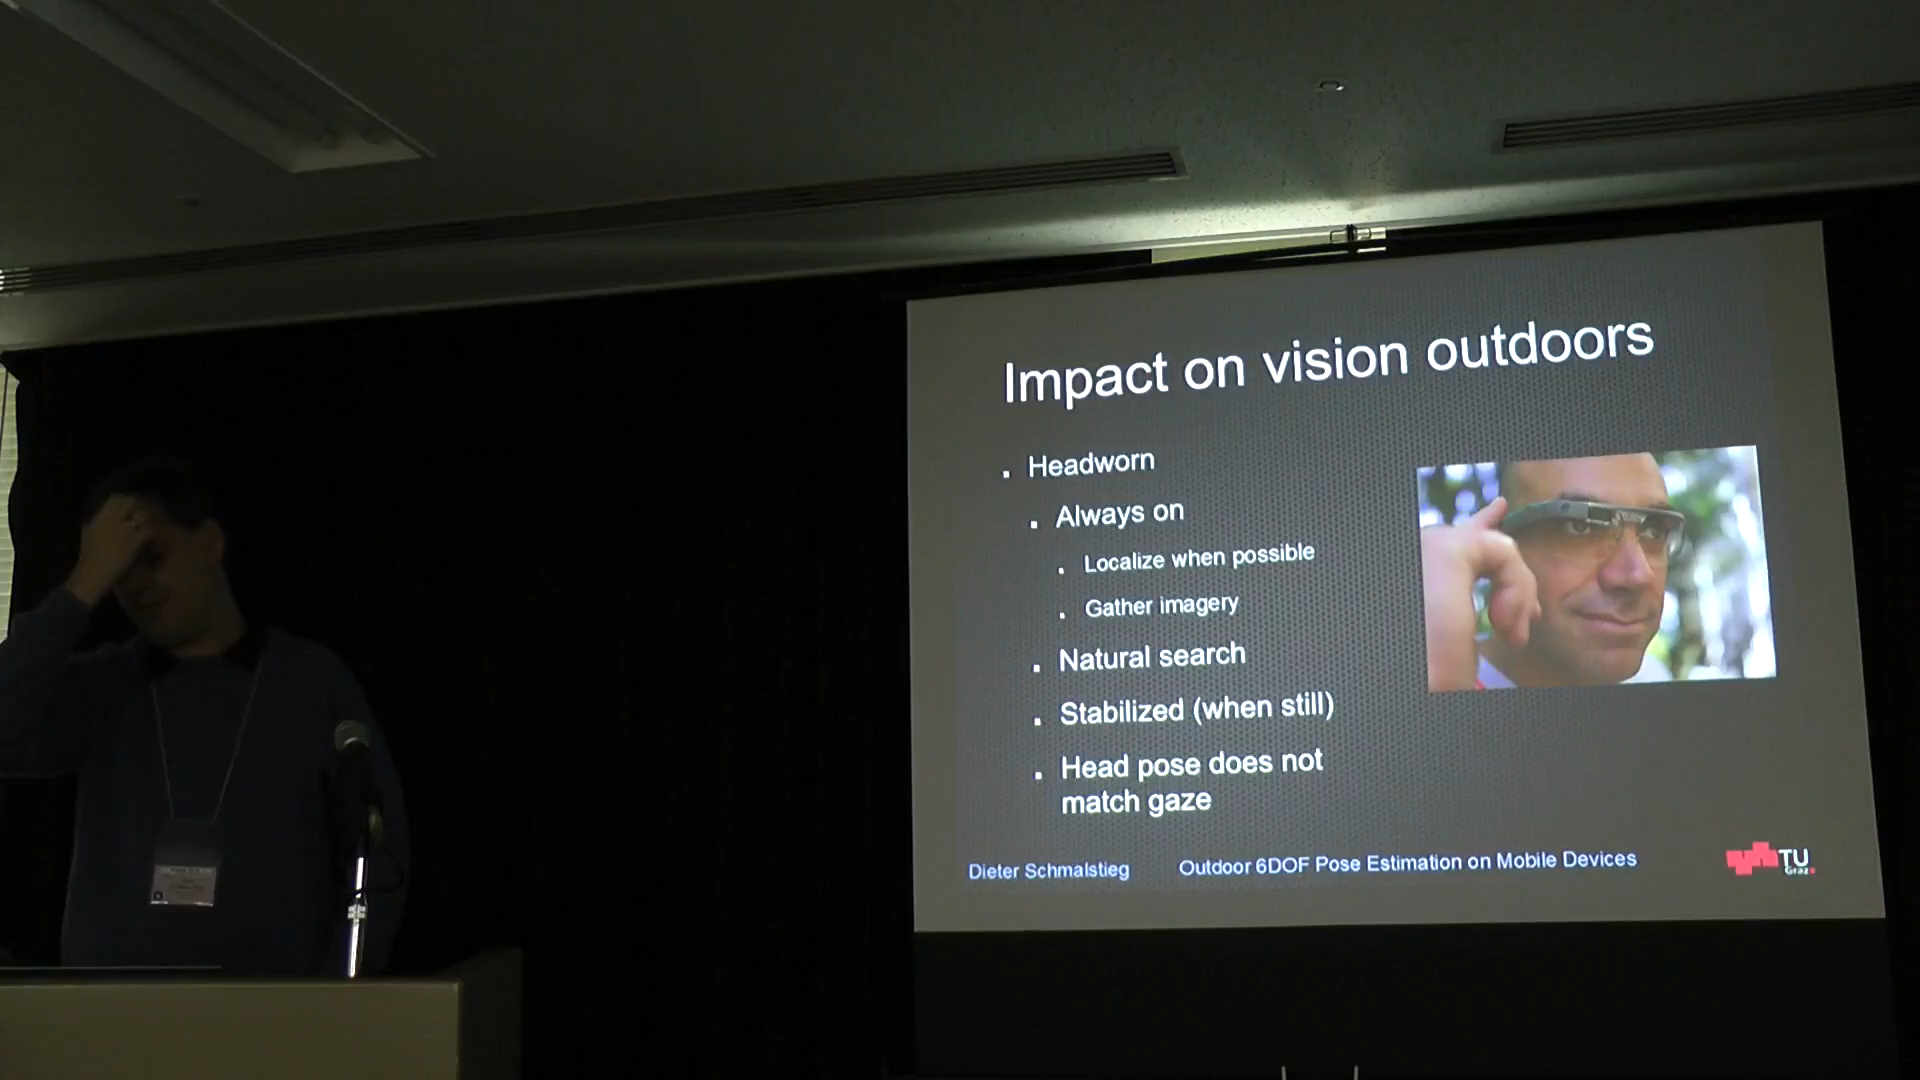 Impact on vision outdoors
Headworn
Always on
Localize when possible
Gather imagery
Natural search
Stabilized (when still)
Head pose does not
match gaze
Dieter Schmalstieg
Outdoor 6DOF Pose Estimation on Mobile Devices
TU
Graz